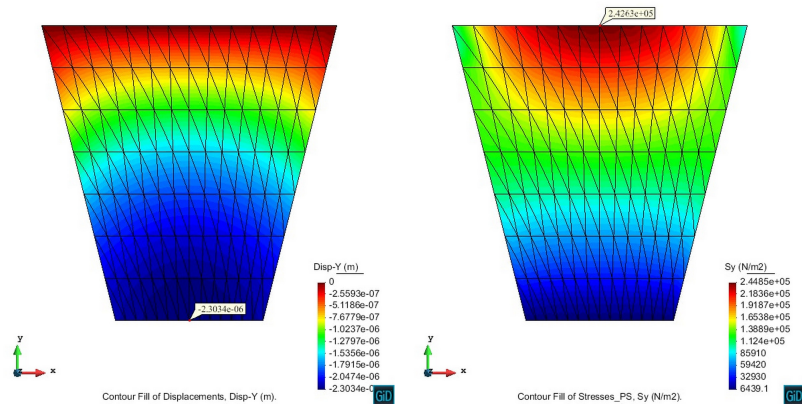 2.4263e+05
-2.3034e-06
Disp-Y (m)
0
-2.5593e-07
-5.1186e-07
-7.6779e-07
-1.0237e-06
-1.2797e-06
-1.5356e-06
-1.7915e-06
-2.0474e-06
-2.3034e-
y
x
z
Contour Fill of Displacements, Disp-Y (m).
GiD
Sy (N/m2)
2.4485e+05
2.1836e+05
1.9187e+05
1.6538e+05
1.3889e+05
1.124e+05
85910
59420
32930
6439.1
y
x
z
Contour Fill of Stresses_PS, Sy (N/m2).
GiD